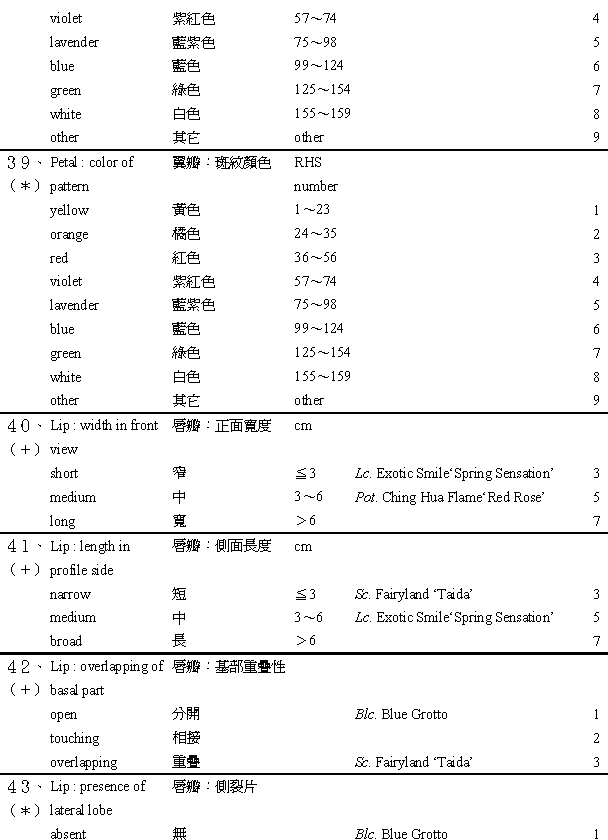 violet 紫紅色 57～74 4
lavender 藍紫色 75～98 5
blue 藍色 99～124 6
green 綠色 125～154 7
white 白色 155～159 8
other 其它 other 9
３９、 Petal : color of 翼瓣：斑紋顏色 RHS
（＊） pattern number
yellow 黃色 1～23 1
orange 橘色 24～35 2
red 紅色 36～56 3
violet 紫紅色 57～74 4
lavender 藍紫色 75～98 5
blue 藍色 99～124 6
green 綠色 125～154 7
white 白色 155～159 8
other 其它 other 9
４０、 Lip : width in front 唇瓣：正面寬度 cm
（＋） view
short 窄 ≦3 Lc. Exotic Smile‘Spring Sensation’ 3
medium 中 3～6 Pot. Ching Hua Flame‘Red Rose’ 5
long 寬 ＞6 7
４１、 Lip : length in 唇瓣：側面長度 cm
（＋） profile side
narrow 短 ≦3 Sc. Fairyland ‘Taida’ 3
medium 中 3～6 Lc. Exotic Smile‘Spring Sensation’ 5
broad 長 ＞6 7
４２、 Lip : overlapping of 唇瓣：基部重疊性
（＋） basal part
open 分開 Blc. Blue Grotto 1
touching 相接 2
overlapping 重疊 Sc. Fairyland ‘Taida’ 3
４３、 Lip : presence of 唇瓣：側裂片
（＊） lateral lobe
absent 無 Blc. Blue Grotto 1